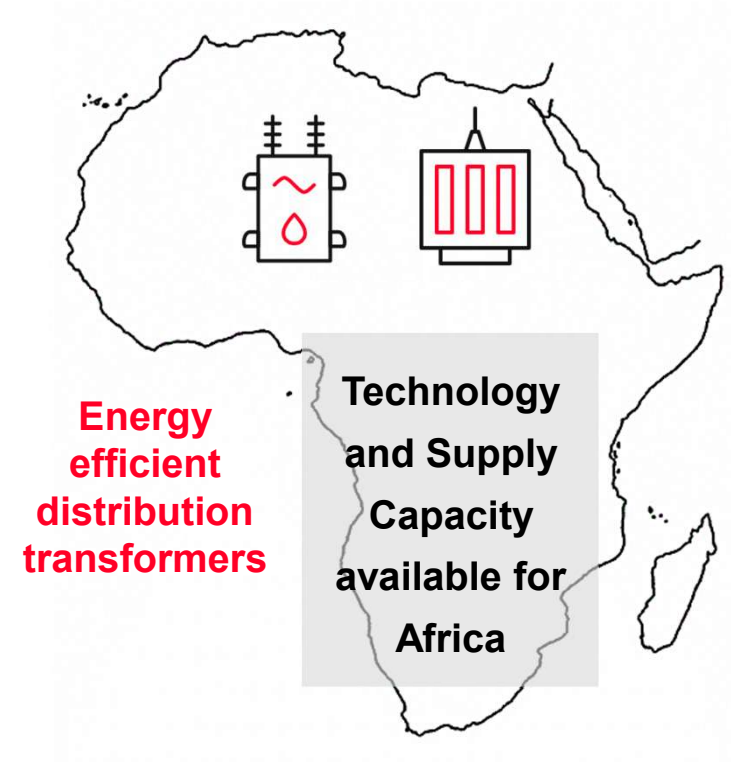 Energy
efficient
distribution
transformers
Technology
and Supply
Capacity
available for
Africa